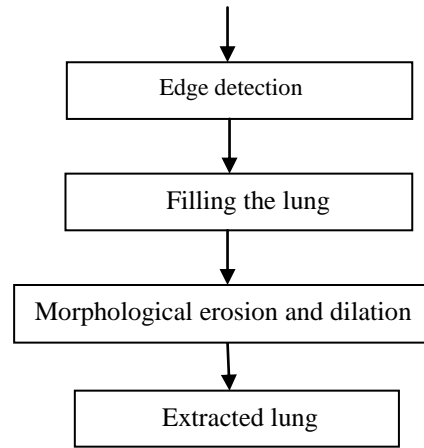 Edge detection
Filling the lung
Morphological erosion and dilation
Extracted lung